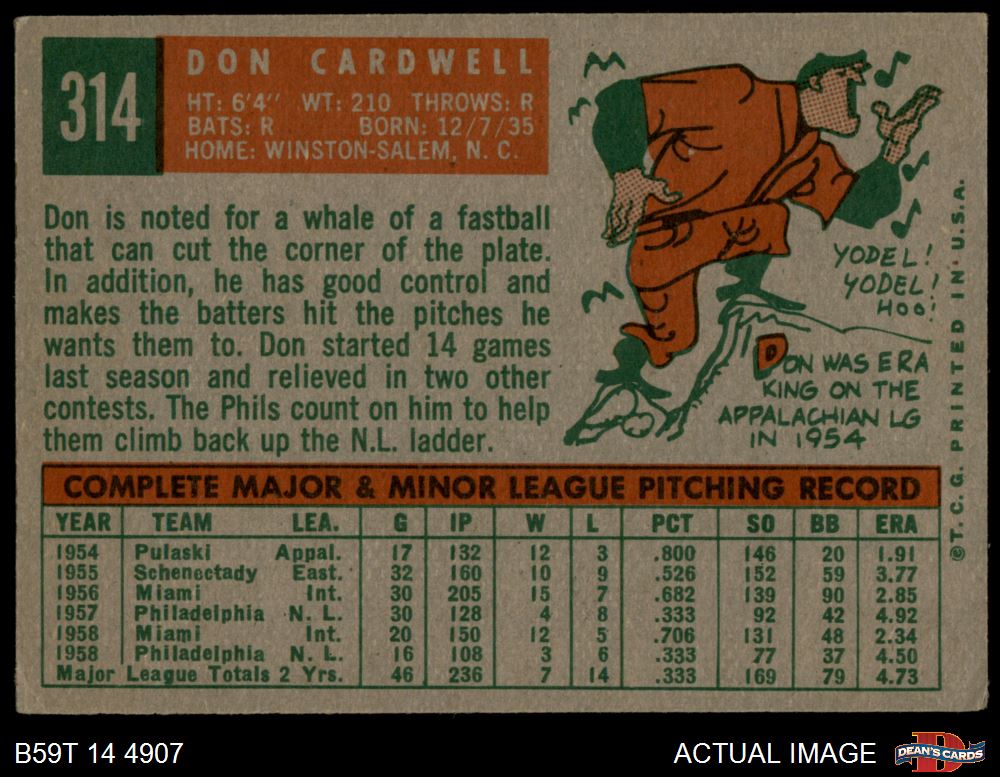 314
DON CARDWELL
HT: 6'4" WT: 210 THROWS: R
BATS: R BORN: 12/7/35
HOME: WINSTON-SALEM, N. C.
Don is noted for a whale of a fastball
that can cut the corner of the plate.
In addition, he has good control and
makes the batters hit the pitches he
wants them to. Don started 14 games
last season and relieved in two other
contests. The Phils count on him to help
them climb back up the N.L. ladder.
YODEL!
YODEL!
HOO!
DON WAS ERA
KING ON THE
APPALACHIAN LG
IN 1954
©T. C. G. PRINTED IN U.S.A.
COMPLETE MAJOR & MINOR LEAGUE PITCHING RECORD
YEAR TEAM LEA. G IP W L PCT SO BB ERA
1954 Pulaski Appal. 17 132 12 3 .800 146 20 1.91
1955 Schenectady East. 32 160 10 9 .526 152 59 3.77
1956 Miami Int. 30 205 15 7 .682 139 90 2.85
1957 Philadelphia N. L. 30 128 4 8 .333 92 42 4.92
1958 Miami Int. 20 150 12 5 .706 131 48 2.34
1958 Philadelphia N. L. 16 108 3 6 .333 77 37 4.50
Major League Totals 2 Yrs. 46 236 7 14 .333 169 79 4.73
B59T 14 4907
ACTUAL IMAGE
DEAN'S CARDS